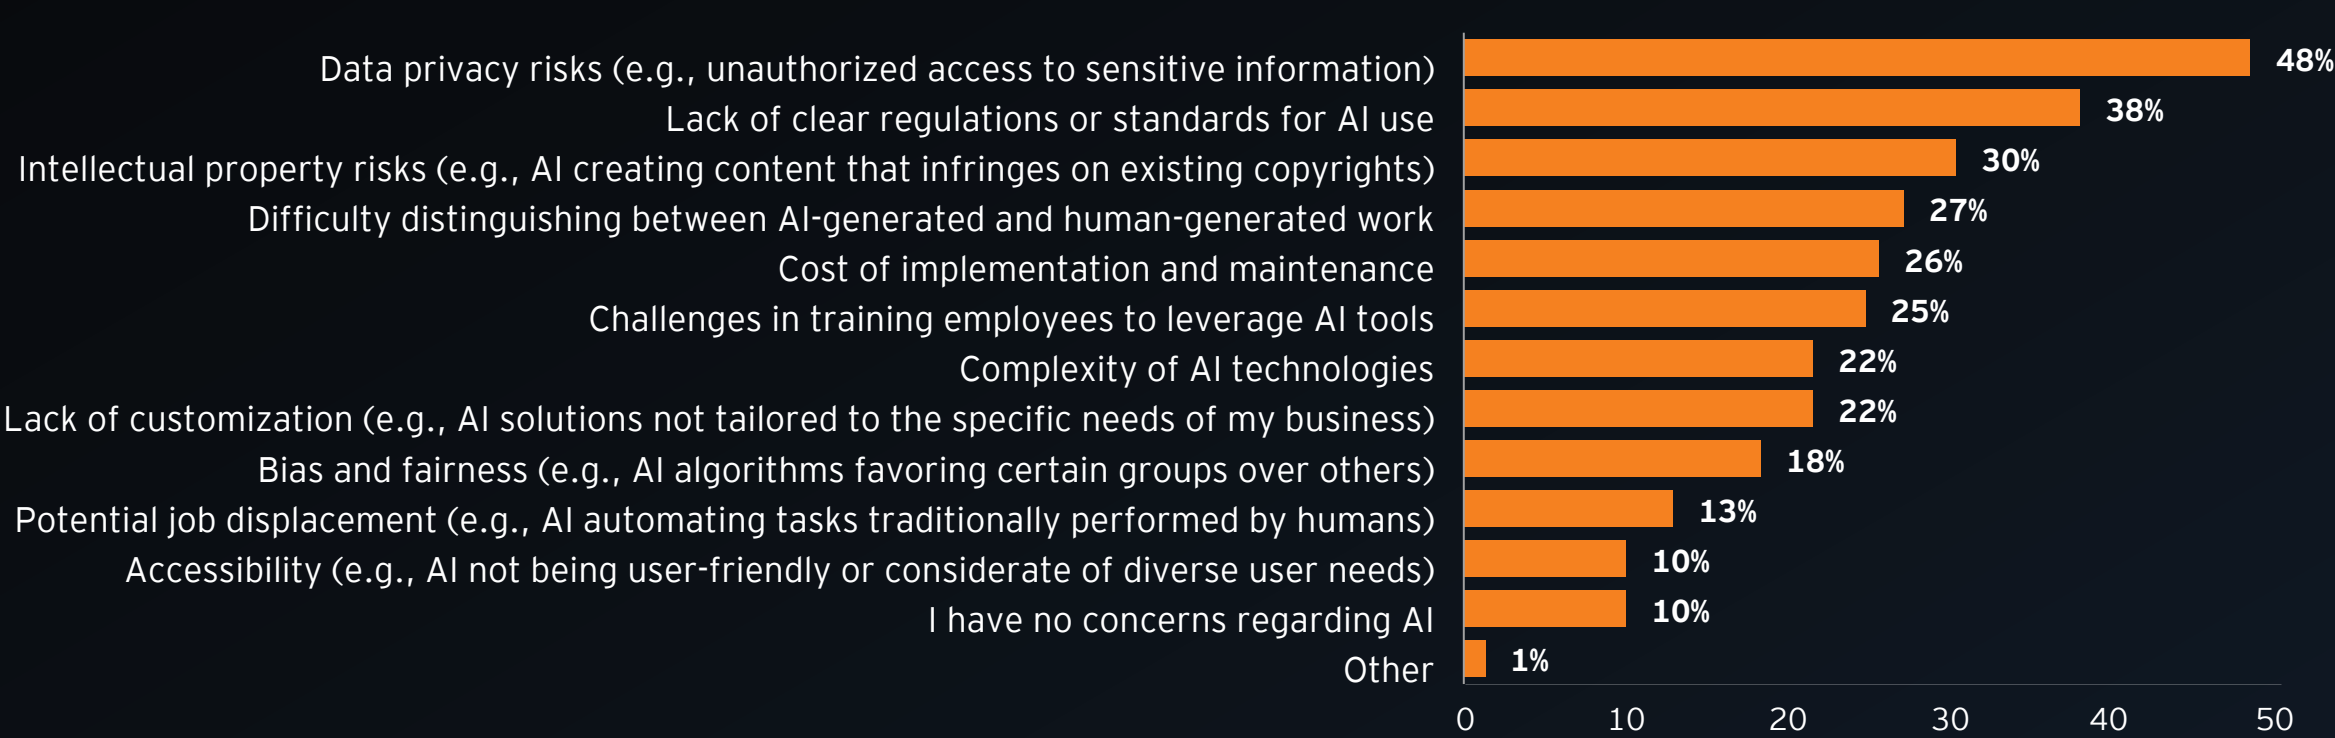 Data privacy risks (e.g., unauthorized access to sensitive information) 48%
Lack of clear regulations or standards for AI use 38%
Intellectual property risks (e.g., AI creating content that infringes on existing copyrights) 30%
Difficulty distinguishing between AI-generated and human-generated work 27%
Cost of implementation and maintenance 26%
Challenges in training employees to leverage AI tools 25%
Complexity of AI technologies 22%
Lack of customization (e.g., AI solutions not tailored to the specific needs of my business) 22%
Bias and fairness (e.g., AI algorithms favoring certain groups over others) 18%
Potential job displacement (e.g., AI automating tasks traditionally performed by humans) 13%
Accessibility (e.g., AI not being user-friendly or considerate of diverse user needs) 10%
I have no concerns regarding AI 10%
Other 1%
0 10 20 30 40 50